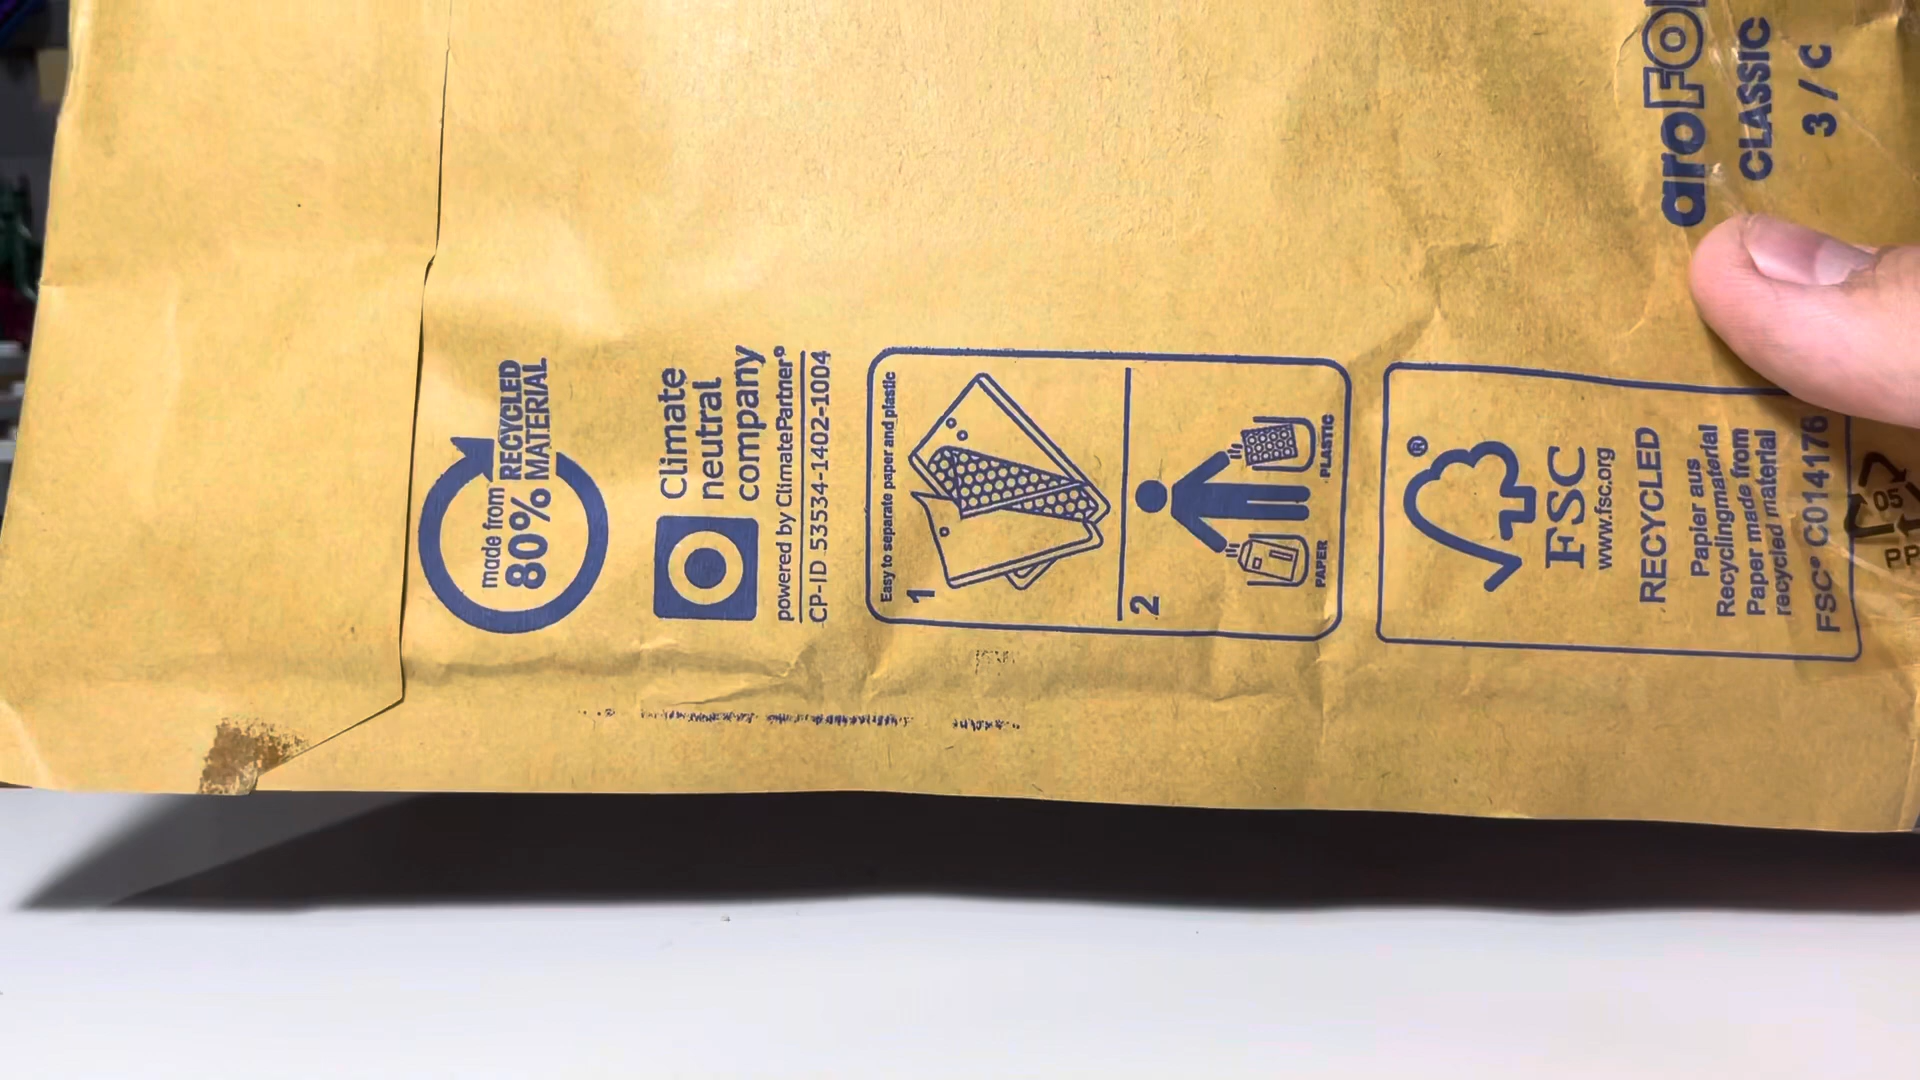 made from
80% RECYCLED
MATERIAL
Climate
neutral
company
powered by ClimatePartner®
CP-ID 53534-1402-1004
Easy to separate paper and plastic
1
2
PAPER
PLASTIC
®
FSC
www.fsc.org
RECYCLED
Papier aus
Recyclingmaterial
Paper made from
recycled material
FSC® C014176
05
PP
aroFO
CLASSIC
3 / C